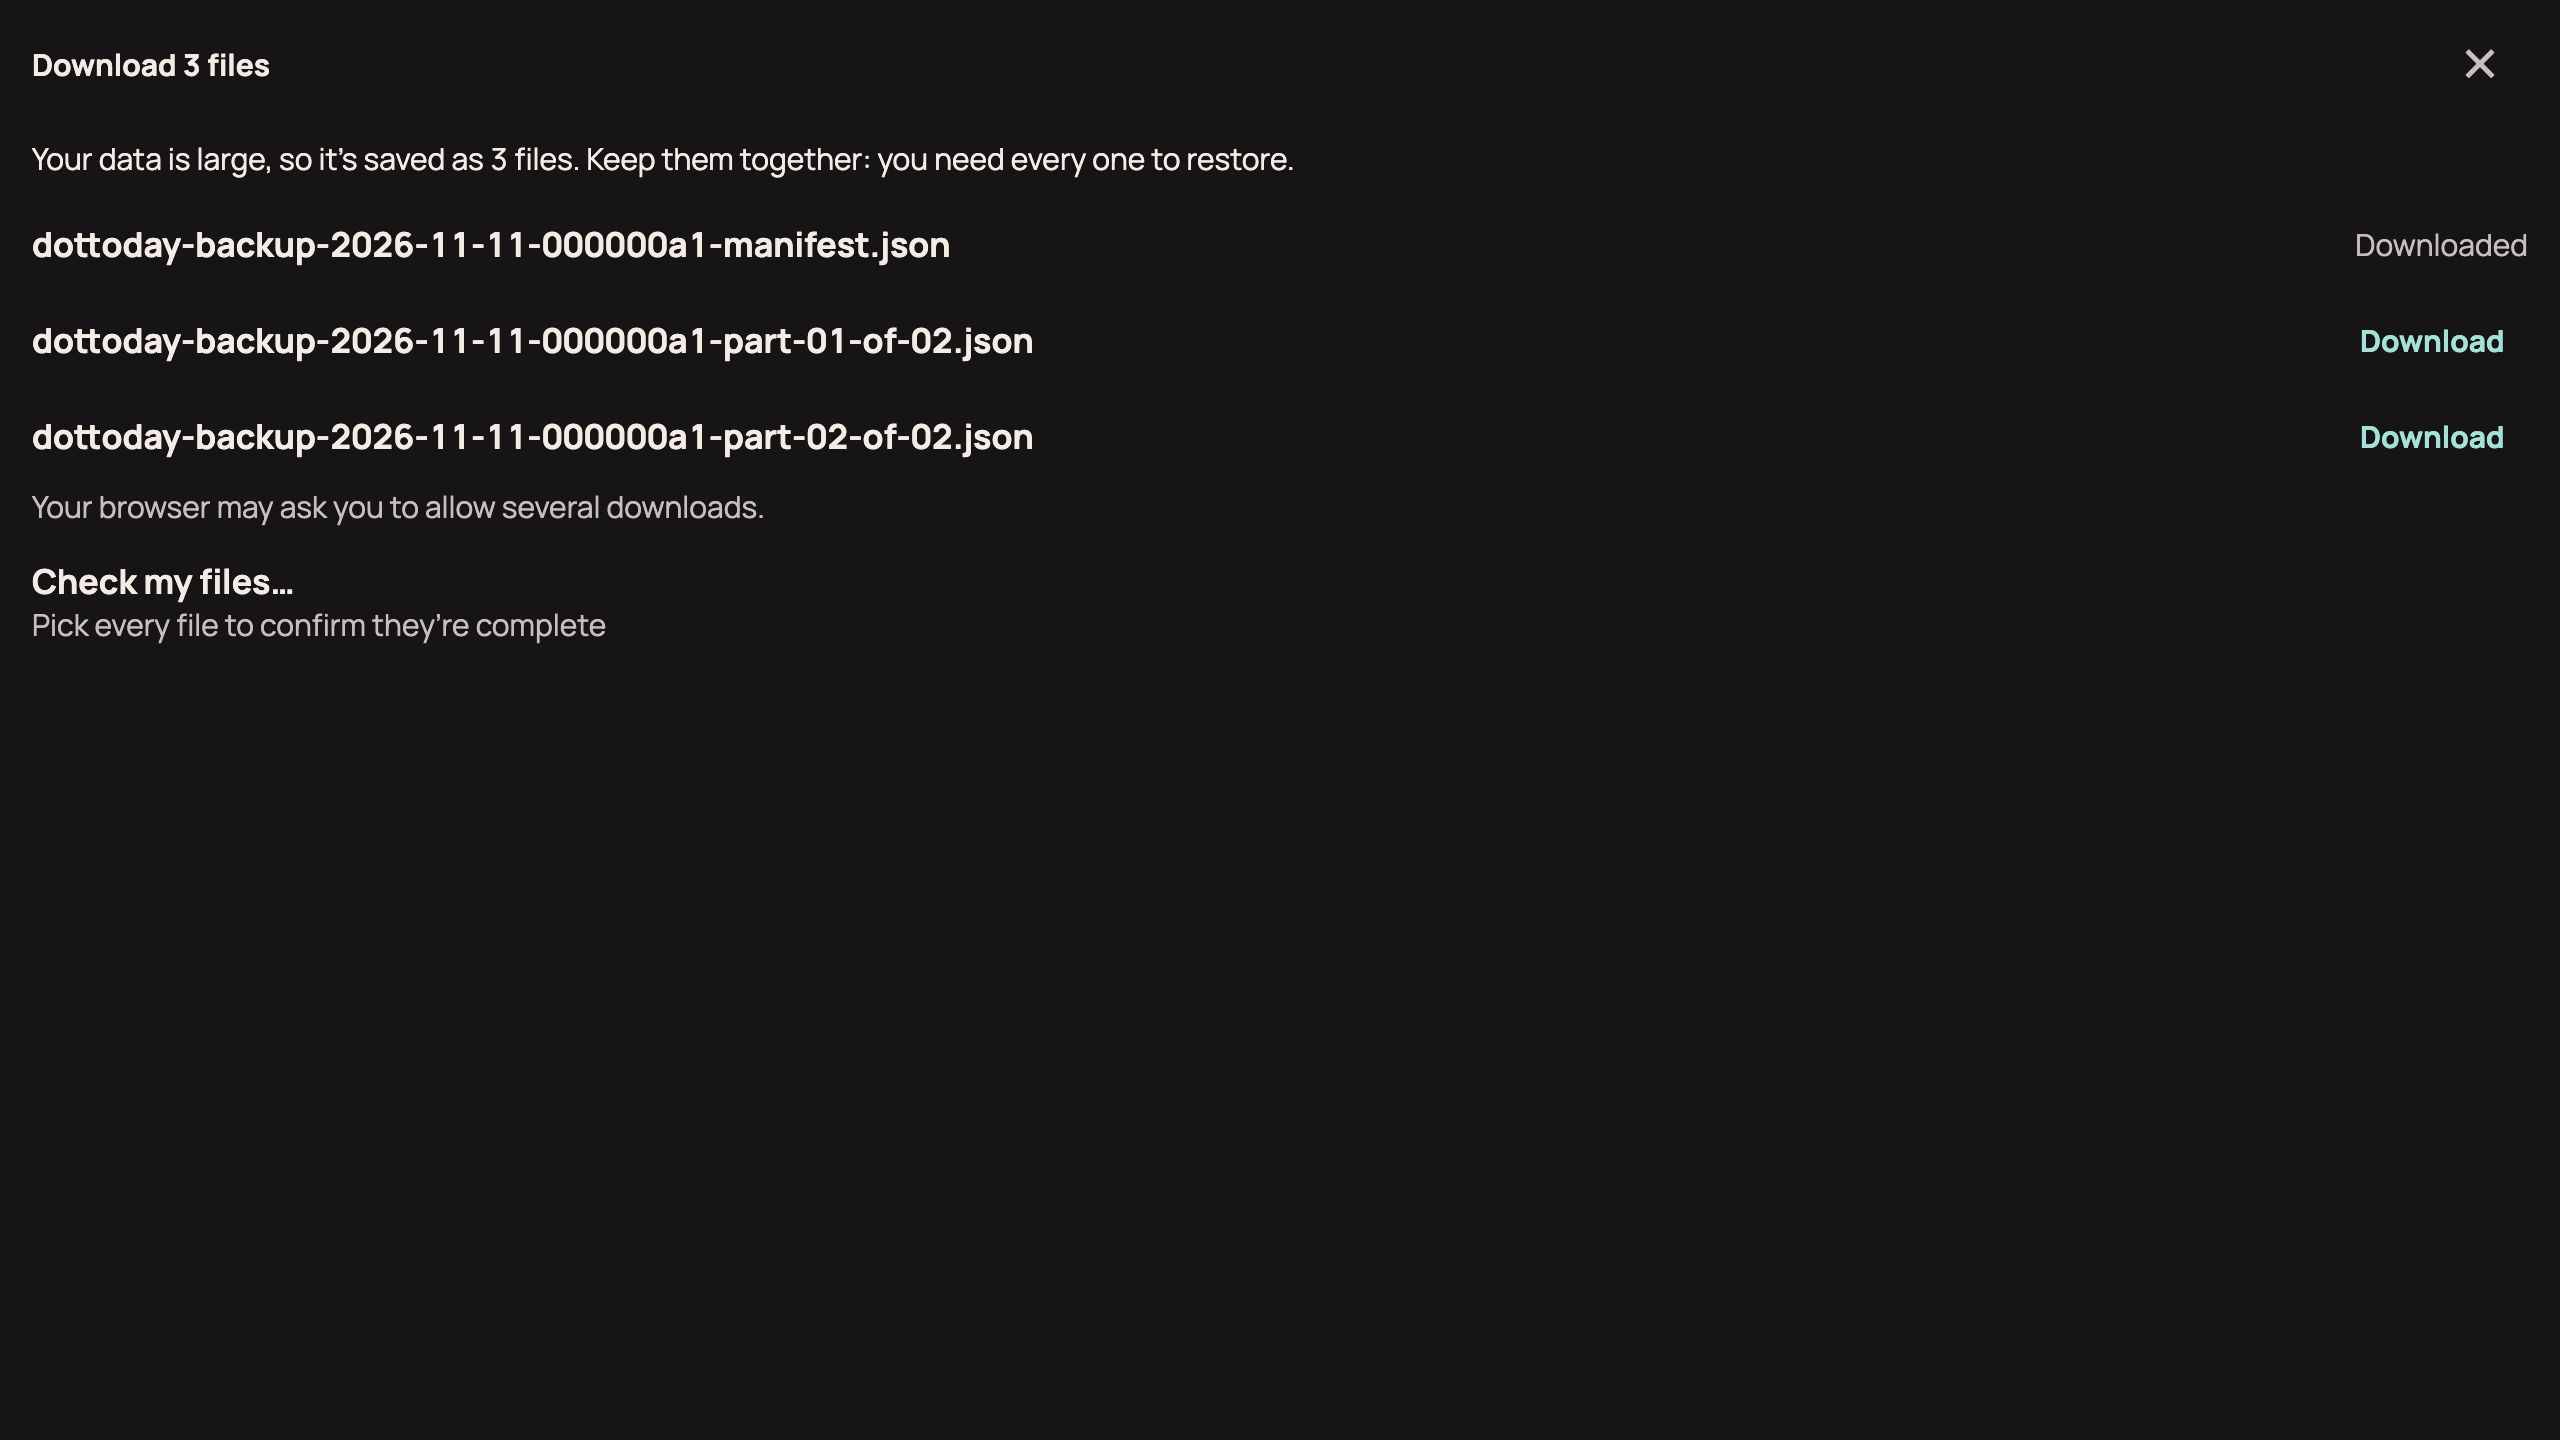 Download 3 files
Your data is large, so it’s saved as 3 files. Keep them together: you need every one to restore.
dottoday-backup-2026-11-11-000000a1-manifest.json
Downloaded
dottoday-backup-2026-11-11-000000a1-part-01-of-02.json
Download
dottoday-backup-2026-11-11-000000a1-part-02-of-02.json
Download
Your browser may ask you to allow several downloads.
Check my files…
Pick every file to confirm they’re complete